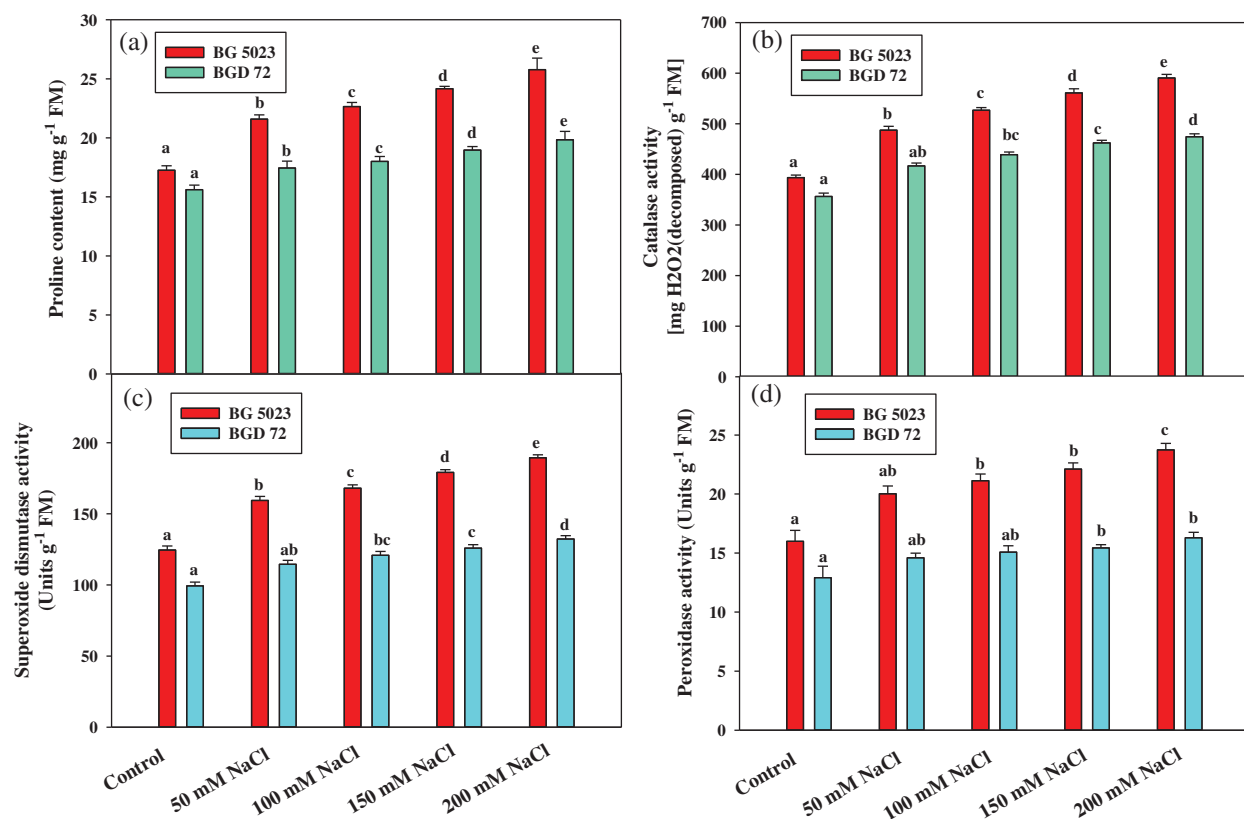 (a)
BG 5023
BGD 72
Proline content (mg g-1 FM)
30
25
20
15
10
5
0
a
a
b
b
c
c
d
d
e
e
(b)
BG 5023
BGD 72
Catalase activity
[mg H2O2(decomposed) g-1 FM]
700
600
500
400
300
200
100
0
a
a
b
ab
c
bc
d
c
e
d
(c)
BG 5023
BGD 72
Superoxide dismutase activity
(Units g-1 FM)
200
150
100
50
0
a
a
b
ab
c
bc
d
c
e
d
Control
50 mM NaCl
100 mM NaCl
150 mM NaCl
200 mM NaCl
(d)
BG 5023
BGD 72
Peroxidase activity (Units g-1 FM)
25
20
15
10
5
0
a
a
ab
ab
b
ab
b
b
c
b
Control
50 mM NaCl
100 mM NaCl
150 mM NaCl
200 mM NaCl